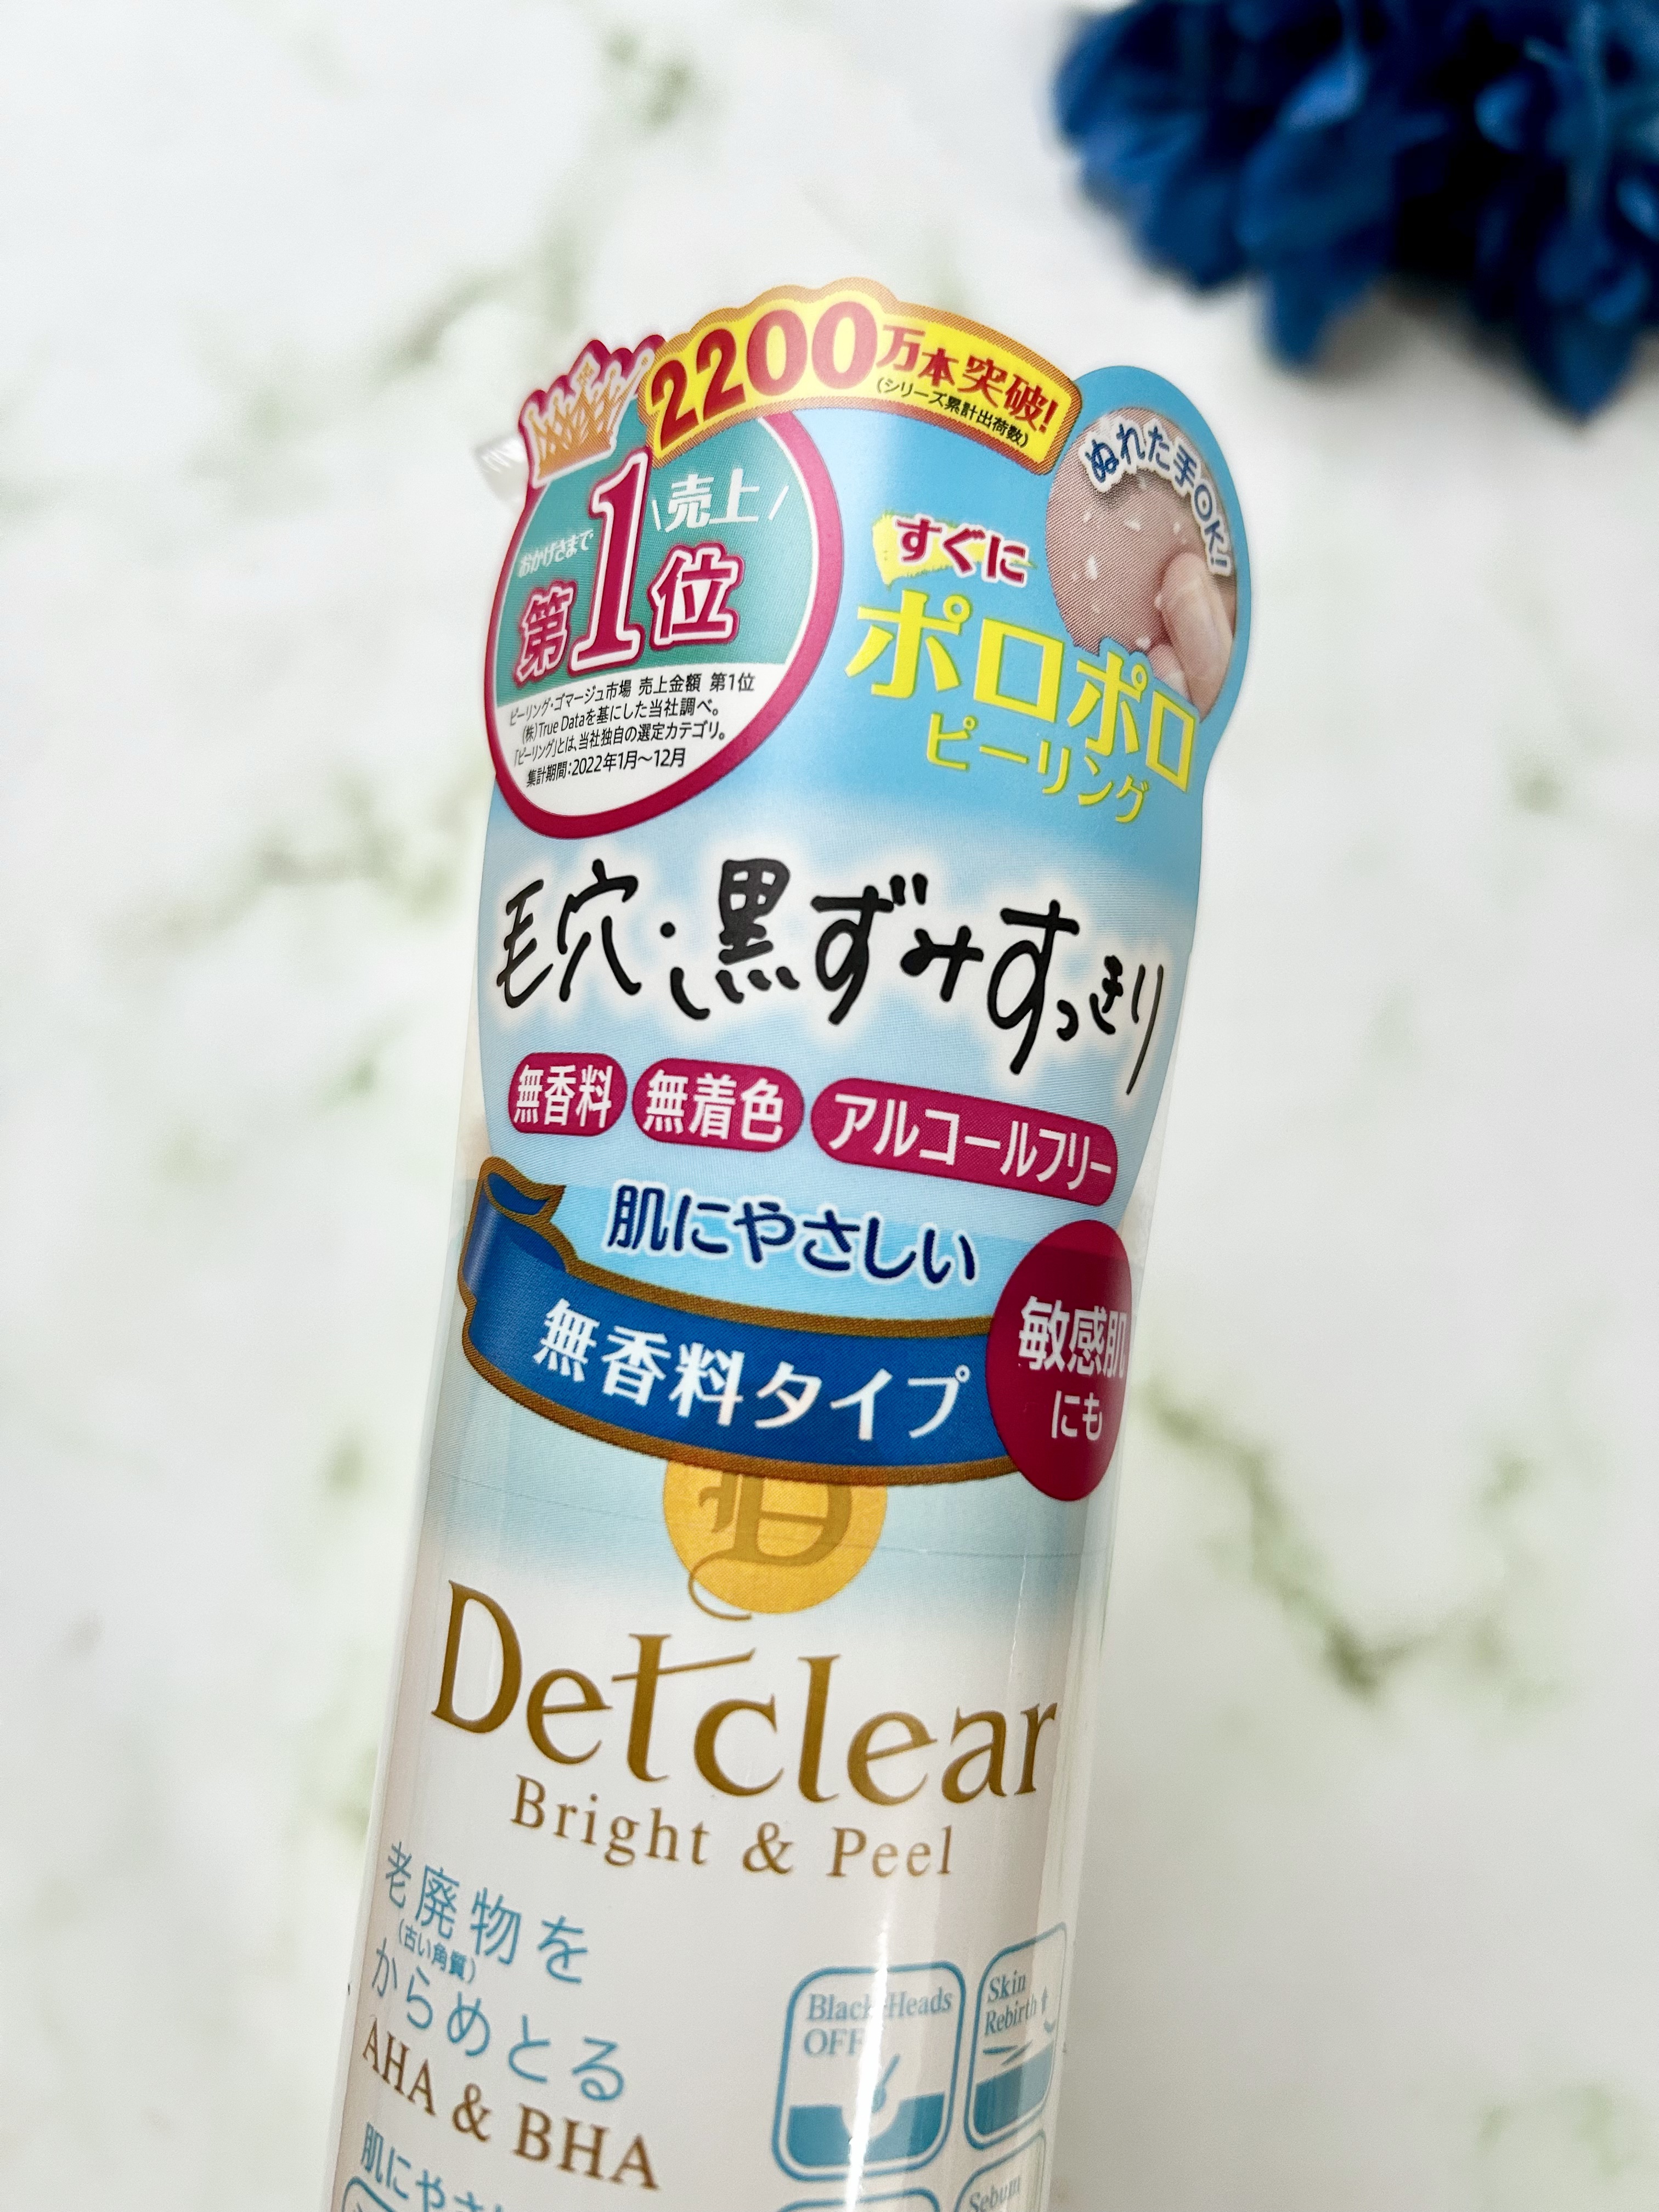 2200万本突破!
(シリーズ累計出荷数)
ぬれた手OK!
おかげさまで
売上
第1位
ピーリング・ゴマージュ市場 売上金額 第1位
(株)True Dataを基にした当社調べ。
「ピーリング」とは、当社独自の選定カテゴリ。
集計期間:2022年1月〜12月
すぐに
ポロポロ
ピーリング
毛穴・黒ずみすっきり
無香料 無着色 アルコールフリー
肌にやさしい
無香料タイプ
敏感肌
にも
D
Detclear
Bright & Peel
老廃物を
(古い角質)
からめとる
AHA & BHA
肌にやさ
Black Heads
OFF
Skin
Rebirth
Sebum